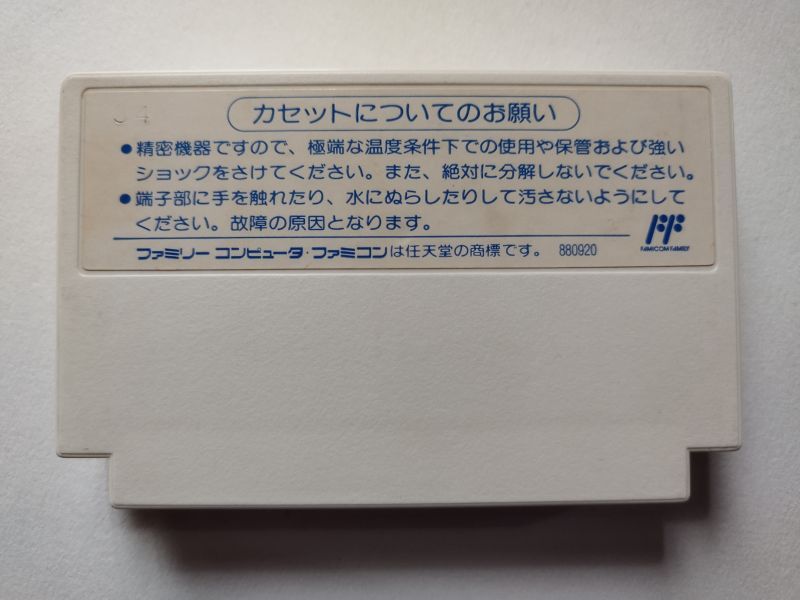 カセットについてのお願い
●精密機器ですので、極端な温度条件下での使用や保管および強い
ショックをさけてください。また、絶対に分解しないでください。
●端子部に手を触れたり、水にぬらしたりして汚さないようにして
ください。故障の原因となります。
FF
FAMICOM FAMILY
ファミリー コンピュータ・ファミコンは任天堂の商標です。 880920